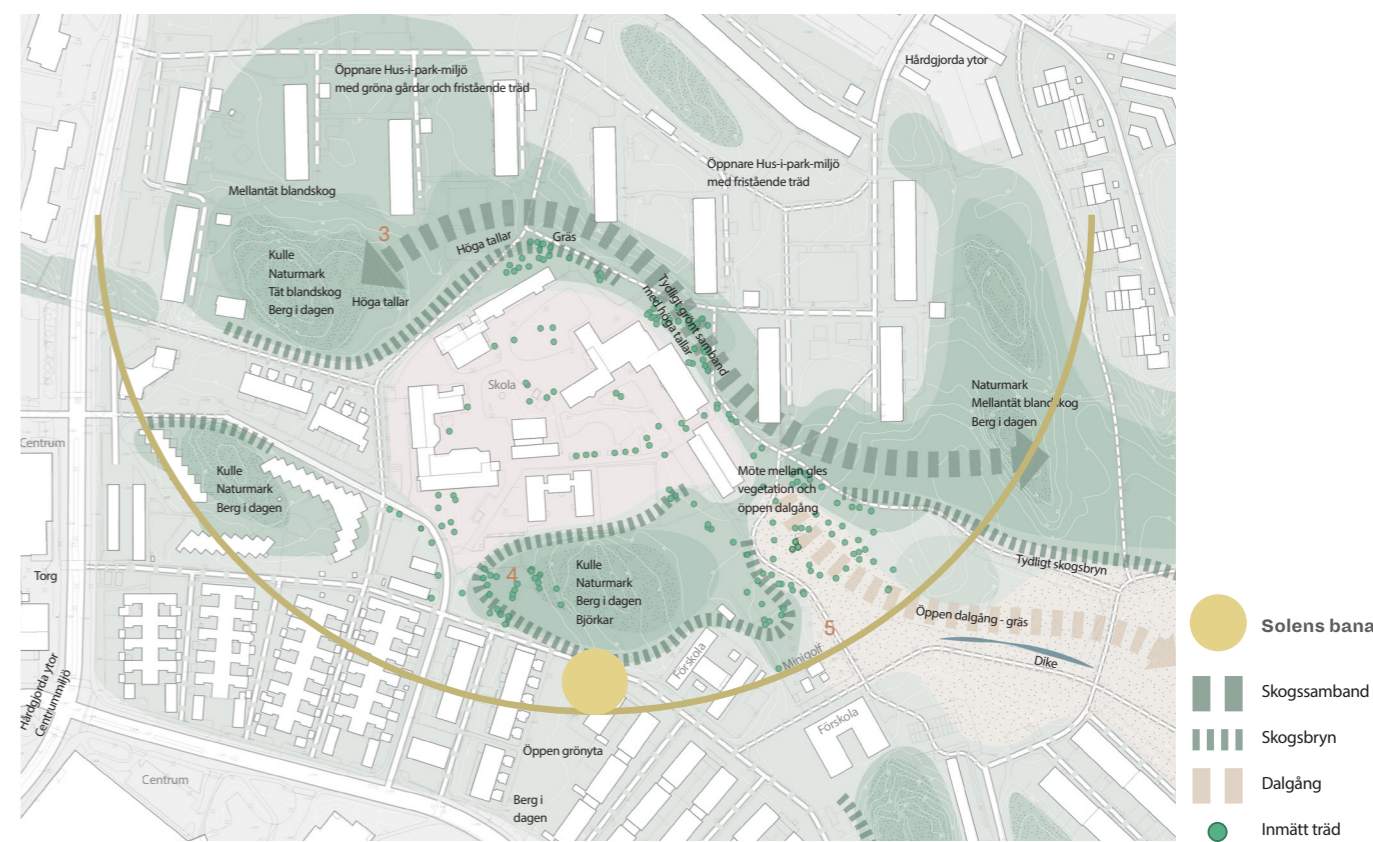 Öppnare Hus-i-park-miljö
med gröna gårdar och fristående träd
Hårdgjorda ytor
Öppnare Hus-i-park-miljö
med fristående träd
Mellantät blandskog
3
Höga tallar
Gräs
Kulle
Naturmark
Tät blandskog
Berg i dagen
Höga tallar
Tydligt grönt samband
med höga tallar
Skola
Naturmark
Mellantät blandskog
Berg i dagen
Centrum
Kulle
Naturmark
Berg i dagen
Möte mellan gles
vegetation och
öppen dalgång
Torg
4
Kulle
Naturmark
Berg i dagen
Björkar
Tydligt skogsbryn
5
Öppen dalgång - gräs
Dike
Minigolf
Förskola
Förskola
Hårdgjorda ytor
Centrummiljö
Öppen grönyta
Centrum
Berg i
dagen
Solens bana
Skogssamband
Skogsbryn
Dalgång
Inmätt träd